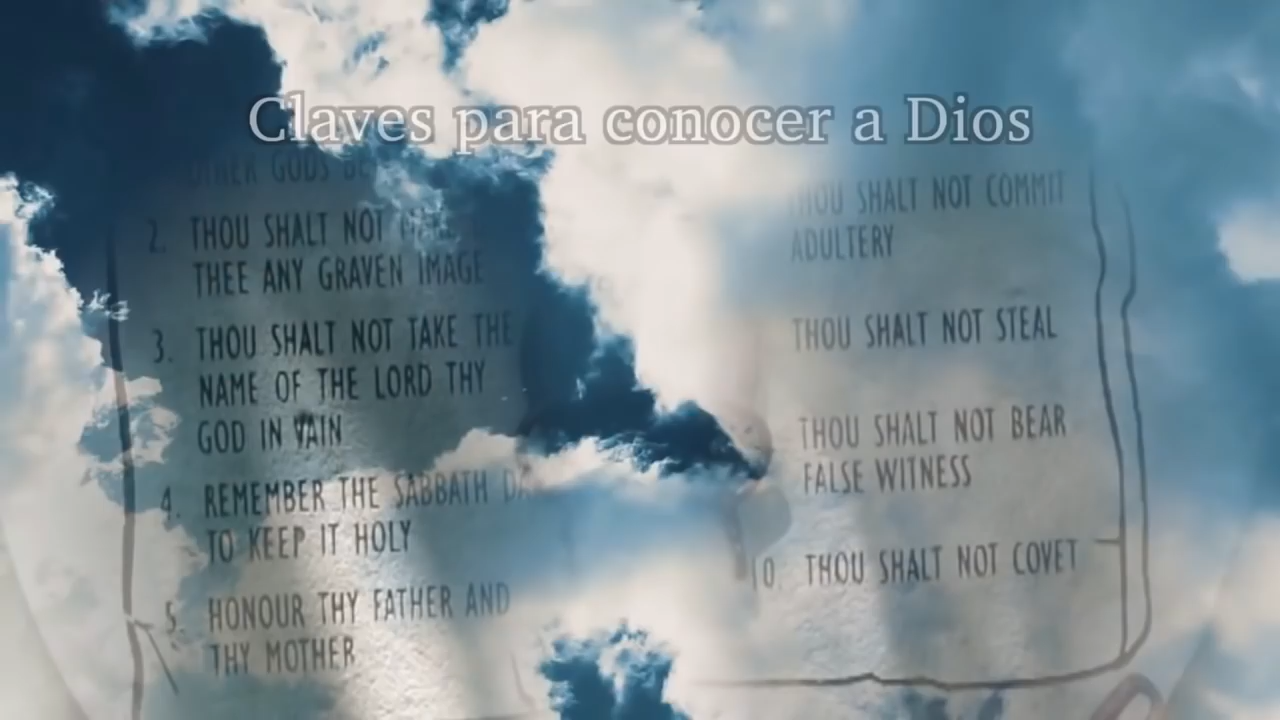 Claves para conocer a Dios
OTHER GODS BE
2. THOU SHALT NOT
THEE ANY GRAVEN IMAGE
3. THOU SHALT NOT TAKE THE
NAME OF THE LORD THY
GOD IN VAIN
4. REMEMBER THE SABBATH
TO KEEP IT HOLY
5. HONOUR THY FATHER AND
THY MOTHER
THOU SHALT NOT COMMIT
ADULTERY
THOU SHALT NOT STEAL
THOU SHALT NOT BEAR
FALSE WITNESS
10. THOU SHALT NOT COVET